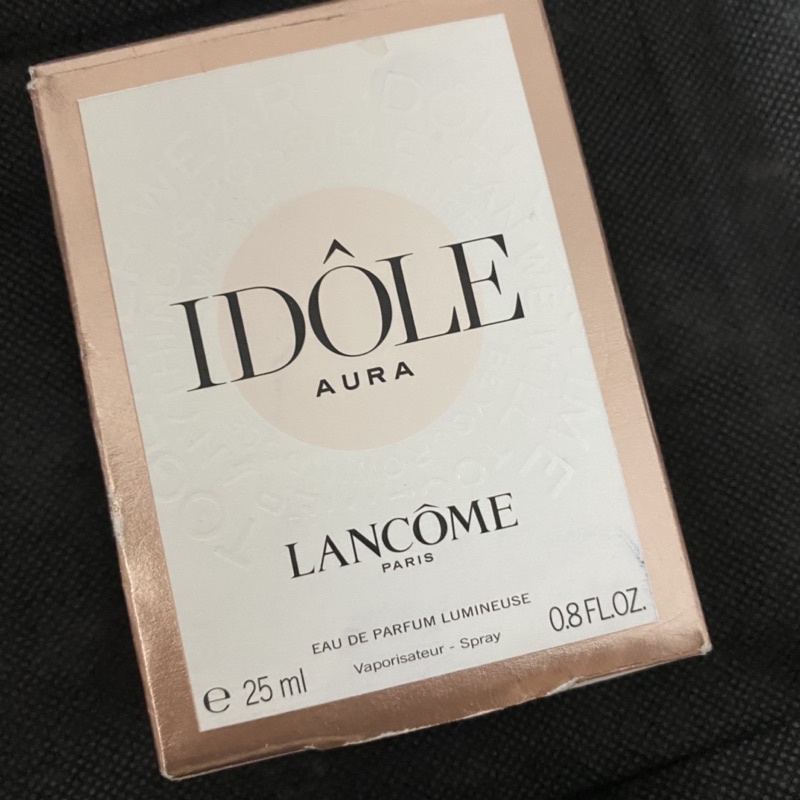 IDÔLE
AURA
LANCÔME
PARIS
EAU DE PARFUM LUMINEUSE
Vaporisateur - Spray
℮ 25 ml
0.8 FL.OZ.